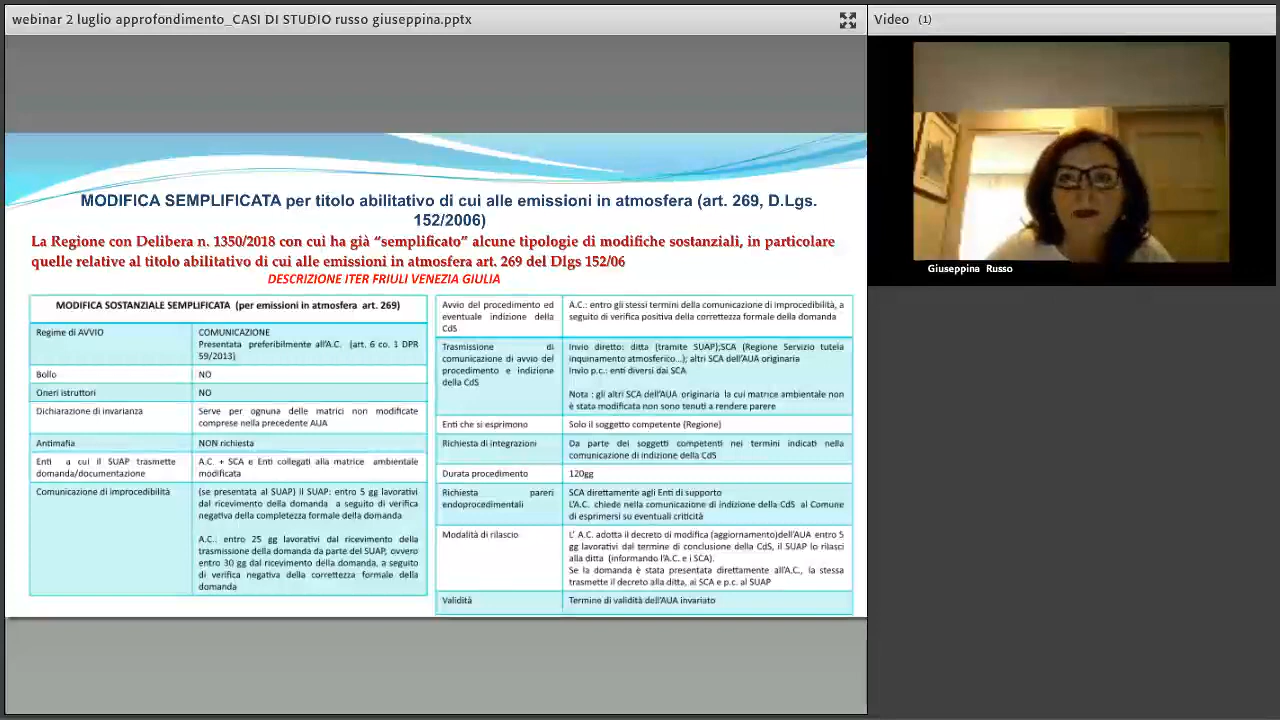 webinar 2 luglio approfondimento_CASI DI STUDIO russo giuseppina.pptx
Video (1)
Giuseppina Russo
MODIFICA SEMPLIFICATA per titolo abilitativo di cui alle emissioni in atmosfera (art. 269, D.Lgs.
152/2006)
La Regione con Delibera n. 1350/2018 con cui ha già “semplificato” alcune tipologie di modifiche sostanziali, in particolare
quelle relative al titolo abilitativo di cui alle emissioni in atmosfera art. 269 del Dlgs 152/06
DESCRIZIONE ITER FRIULI VENEZIA GIULIA
MODIFICA SOSTANZIALE SEMPLIFICATA (per emissioni in atmosfera art. 269)
Regime di AVVIO
COMUNICAZIONE
Presentata preferibilmente all'A.C. (art. 6 co. 1 DPR
59/2013)
Bollo
NO
Oneri istruttori
NO
Dichiarazione di invarianza
Serve per ognuna delle matrici non modificate
comprese nella precedente AUA
Antimafia
NON richiesta
Enti a cui il SUAP trasmette
domanda/documentazione
A.C. + SCA e Enti collegati alla matrice ambientale
modificata
Comunicazione di improcedibilità
(se presentata al SUAP) il SUAP: entro 5 gg lavorativi
dal ricevimento della domanda a seguito di verifica
negativa della completezza formale della domanda
A.C.: entro 25 gg lavorativi dal ricevimento della
trasmissione della domanda da parte del SUAP, ovvero
entro 30 gg dal ricevimento della domanda, a seguito
di verifica negativa della correttezza formale della
domanda
Avvio del procedimento ed
eventuale indizione della
CdS
A.C.: entro gli stessi termini della comunicazione di improcedibilità, a
seguito di verifica positiva della correttezza formale della domanda
Trasmissione di
comunicazione di avvio del
procedimento e indizione
della CdS
Invio diretto: ditta (tramite SUAP);SCA (Regione Servizio tutela
inquinamento atmosferico...); altri SCA dell'AUA originaria
Invio p.c.: enti diversi dai SCA
Nota : gli altri SCA dell'AUA originaria la cui matrice ambientale non
è stata modificata non sono tenuti a rendere parere
Enti che si esprimono
Solo il soggetto competente (Regione)
Richiesta di integrazioni
Da parte dei soggetti competenti nei termini indicati nella
comunicazione di indizione della CdS
Durata procedimento
120gg
Richiesta pareri
endoprocedimentali
SCA direttamente agli Enti di supporto
L'A.C. chiede nella comunicazione di indizione della CdS al Comune
di esprimersi su eventuali criticità
Modalità di rilascio
L' A.C. adotta il decreto di modifica (aggiornamento)dell'AUA entro 5
gg lavorativi dal termine di conclusione della CdS, il SUAP lo rilascia
alla ditta (informando l'A.C. e i SCA).
Se la domanda è stata presentata direttamente all'A.C., la stessa
trasmette il decreto alla ditta, ai SCA e p.c. al SUAP
Validità
Termine di validità dell'AUA invariato